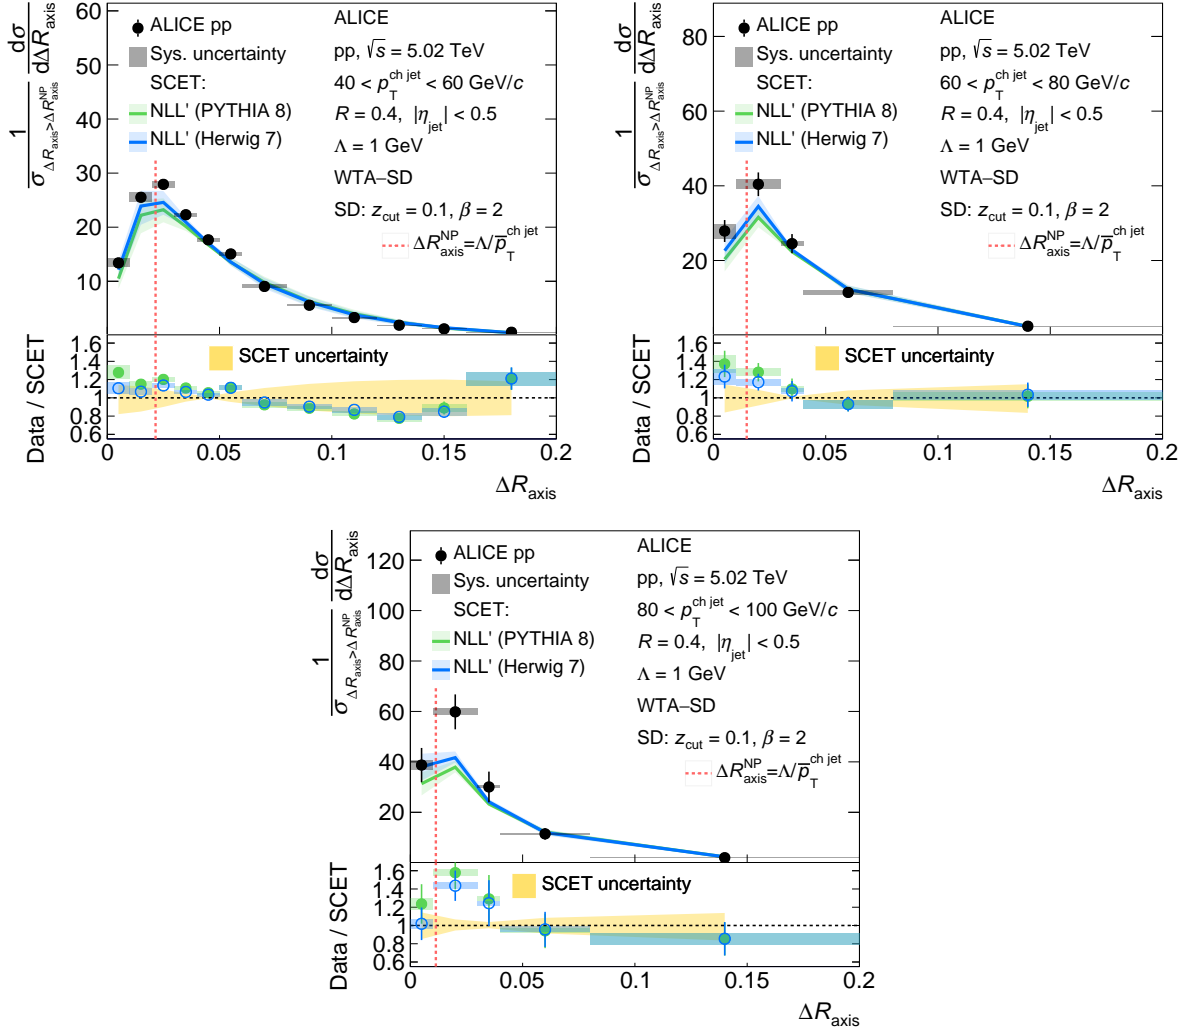 1 / σ_ΔR_axis>ΔR_axis^NP dσ / dΔR_axis
60
50
40
30
20
10
ALICE pp
Sys. uncertainty
SCET:
NLL' (PYTHIA 8)
NLL' (Herwig 7)
ALICE
pp, √s = 5.02 TeV
40 < p_T^ch jet < 60 GeV/c
R = 0.4, |η_jet| < 0.5
Λ = 1 GeV
WTA–SD
SD: z_cut = 0.1, β = 2
ΔR_axis^NP=Λ/p̅_T^ch jet
Data / SCET
1.6
1.4
1.2
1
0.8
0.6
SCET uncertainty
0 0.05 0.1 0.15 0.2
ΔR_axis
1 / σ_ΔR_axis>ΔR_axis^NP dσ / dΔR_axis
80
60
40
20
ALICE pp
Sys. uncertainty
SCET:
NLL' (PYTHIA 8)
NLL' (Herwig 7)
ALICE
pp, √s = 5.02 TeV
60 < p_T^ch jet < 80 GeV/c
R = 0.4, |η_jet| < 0.5
Λ = 1 GeV
WTA–SD
SD: z_cut = 0.1, β = 2
ΔR_axis^NP=Λ/p̅_T^ch jet
Data / SCET
1.6
1.4
1.2
1
0.8
0.6
SCET uncertainty
0 0.05 0.1 0.15 0.2
ΔR_axis
1 / σ_ΔR_axis>ΔR_axis^NP dσ / dΔR_axis
120
100
80
60
40
20
ALICE pp
Sys. uncertainty
SCET:
NLL' (PYTHIA 8)
NLL' (Herwig 7)
ALICE
pp, √s = 5.02 TeV
80 < p_T^ch jet < 100 GeV/c
R = 0.4, |η_jet| < 0.5
Λ = 1 GeV
WTA–SD
SD: z_cut = 0.1, β = 2
ΔR_axis^NP=Λ/p̅_T^ch jet
Data / SCET
1.6
1.4
1.2
1
0.8
0.6
SCET uncertainty
0 0.05 0.1 0.15 0.2
ΔR_axis